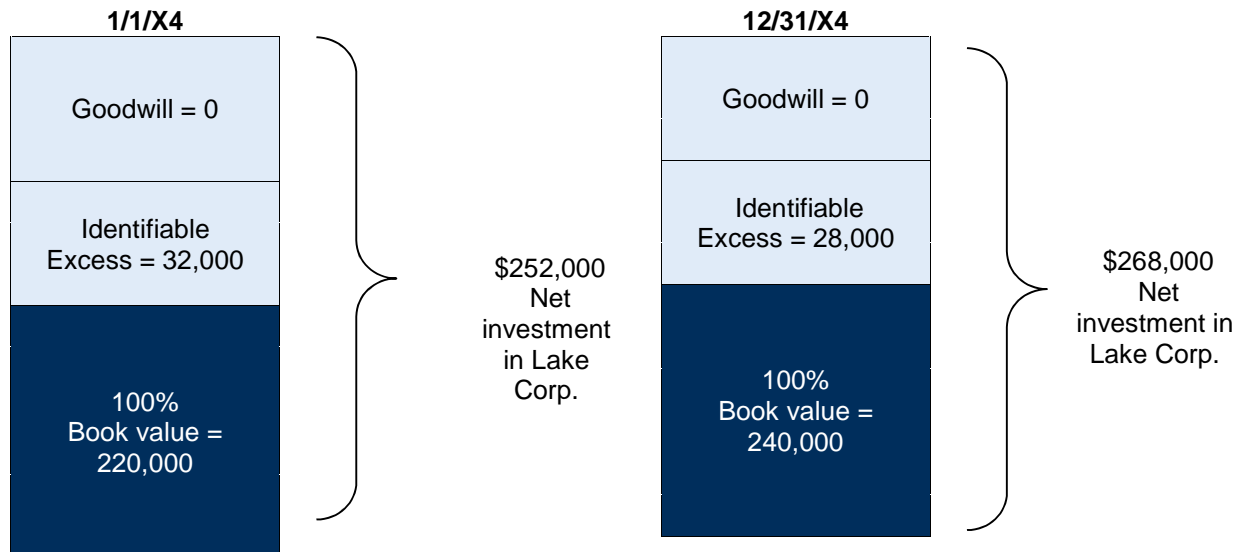 1/1/X4
Goodwill = 0
Identifiable
Excess = 32,000
100%
Book value =
220,000
$252,000
Net
investment
in Lake
Corp.
12/31/X4
Goodwill = 0
Identifiable
Excess = 28,000
100%
Book value =
240,000
$268,000
Net
investment in
Lake Corp.